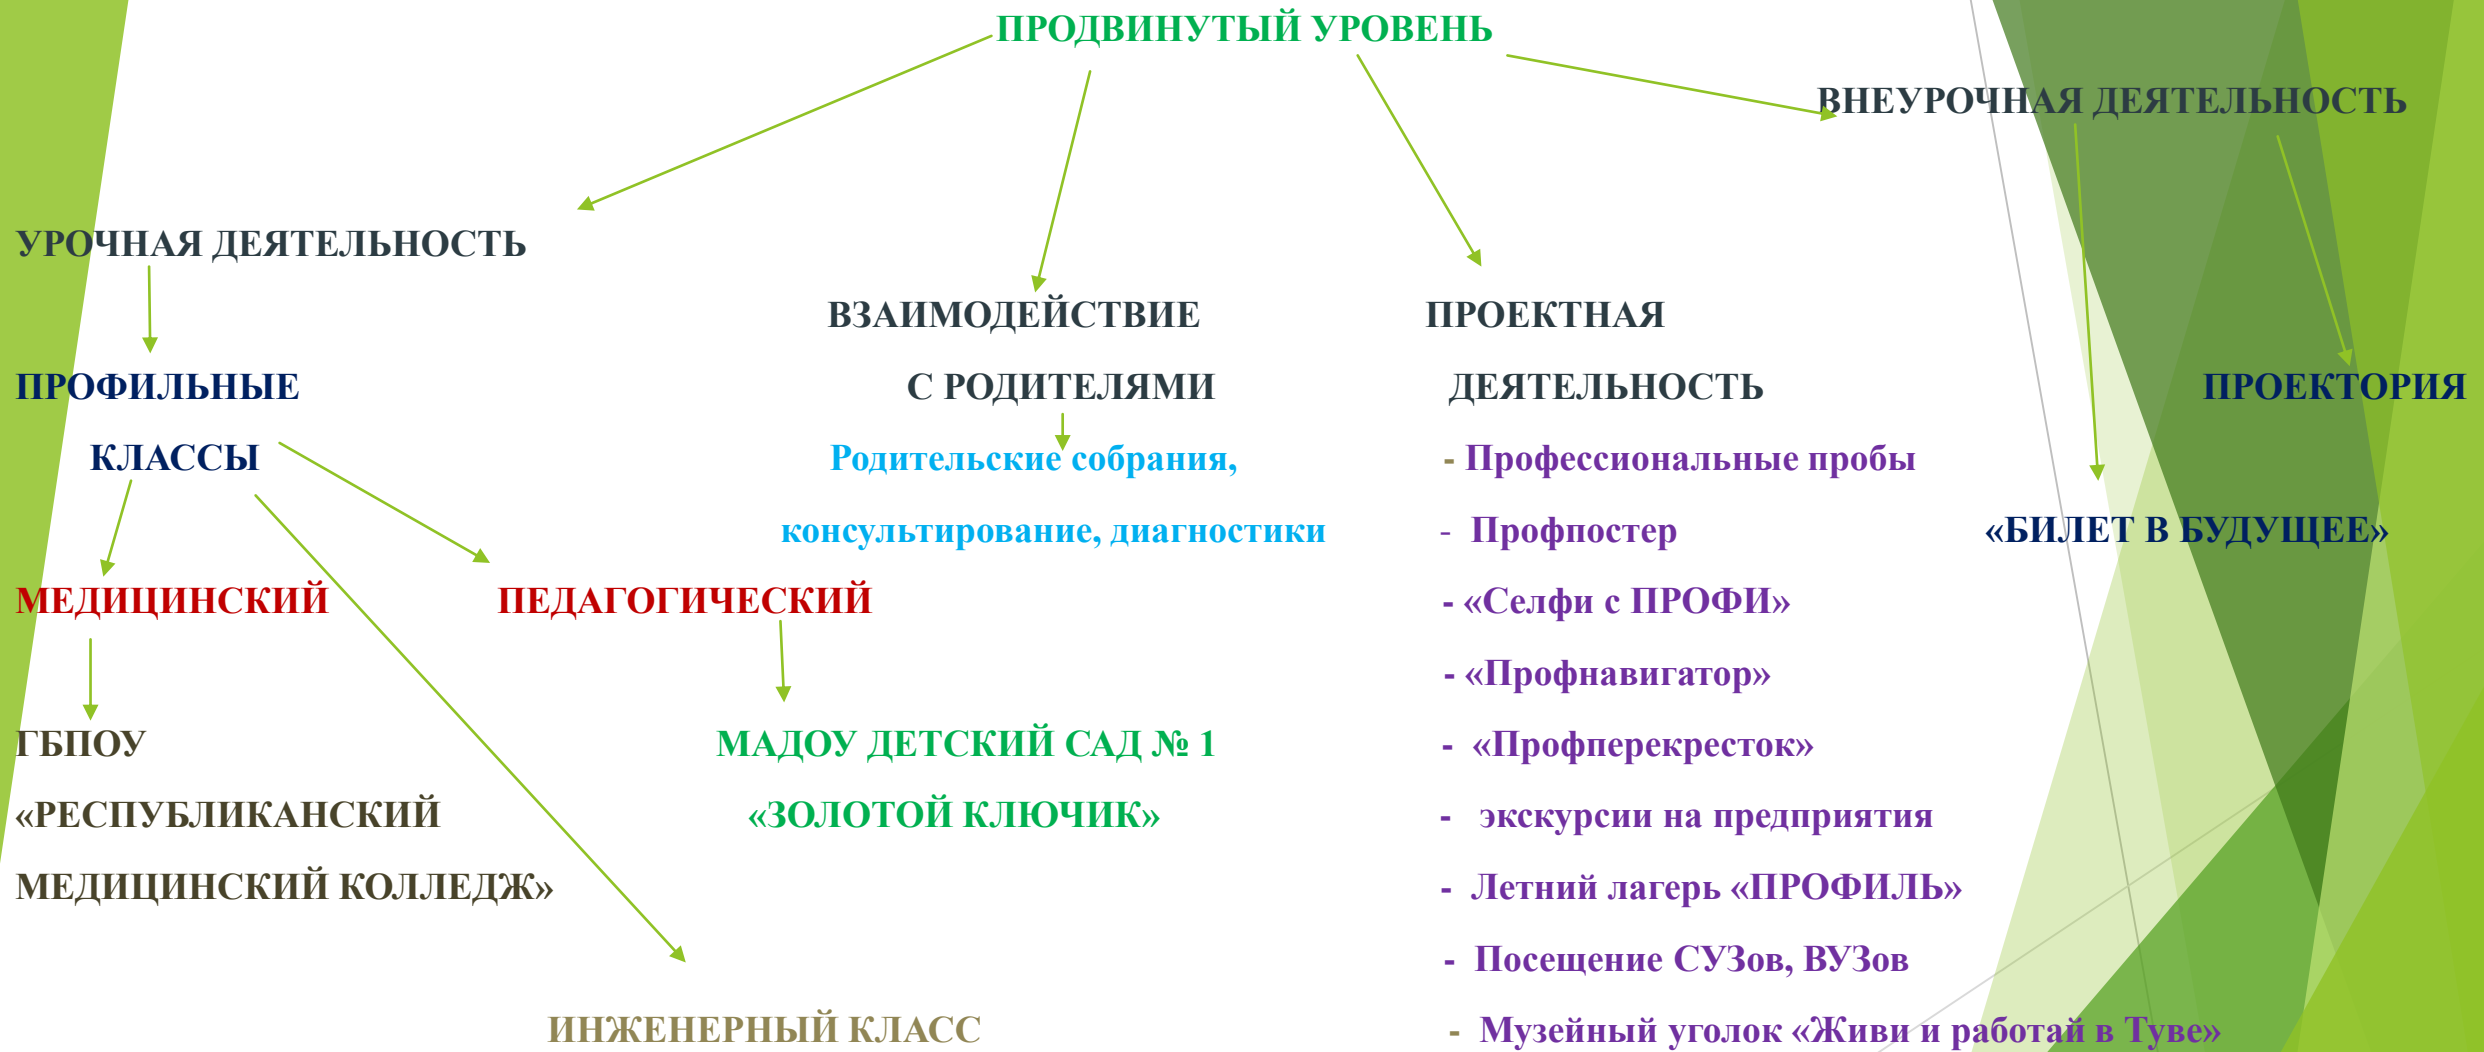 ПРОДВИНУТЫЙ УРОВЕНЬ
ВНЕУРОЧНАЯ ДЕЯТЕЛЬНОСТЬ
УРОЧНАЯ ДЕЯТЕЛЬНОСТЬ
ВЗАИМОДЕЙСТВИЕ ПРОЕКТНАЯ
ПРОФИЛЬНЫЕ С РОДИТЕЛЯМИ ДЕЯТЕЛЬНОСТЬ ПРОЕКТОРИЯ
КЛАССЫ Родительские собрания, - Профессиональные пробы
консультирование, диагностики - Профпостер «БИЛЕТ В БУДУЩЕЕ»
МЕДИЦИНСКИЙ ПЕДАГОГИЧЕСКИЙ - «Селфи с ПРОФИ»
- «Профнавигатор»
ГБПОУ МАДОУ ДЕТСКИЙ САД № 1 - «Профперекресток»
«РЕСПУБЛИКАНСКИЙ «ЗОЛОТОЙ КЛЮЧИК» - экскурсии на предприятия
МЕДИЦИНСКИЙ КОЛЛЕДЖ» - Летний лагерь «ПРОФИЛЬ»
- Посещение СУЗов, ВУЗов
ИНЖЕНЕРНЫЙ КЛАСС - Музейный уголок «Живи и работай в Туве»